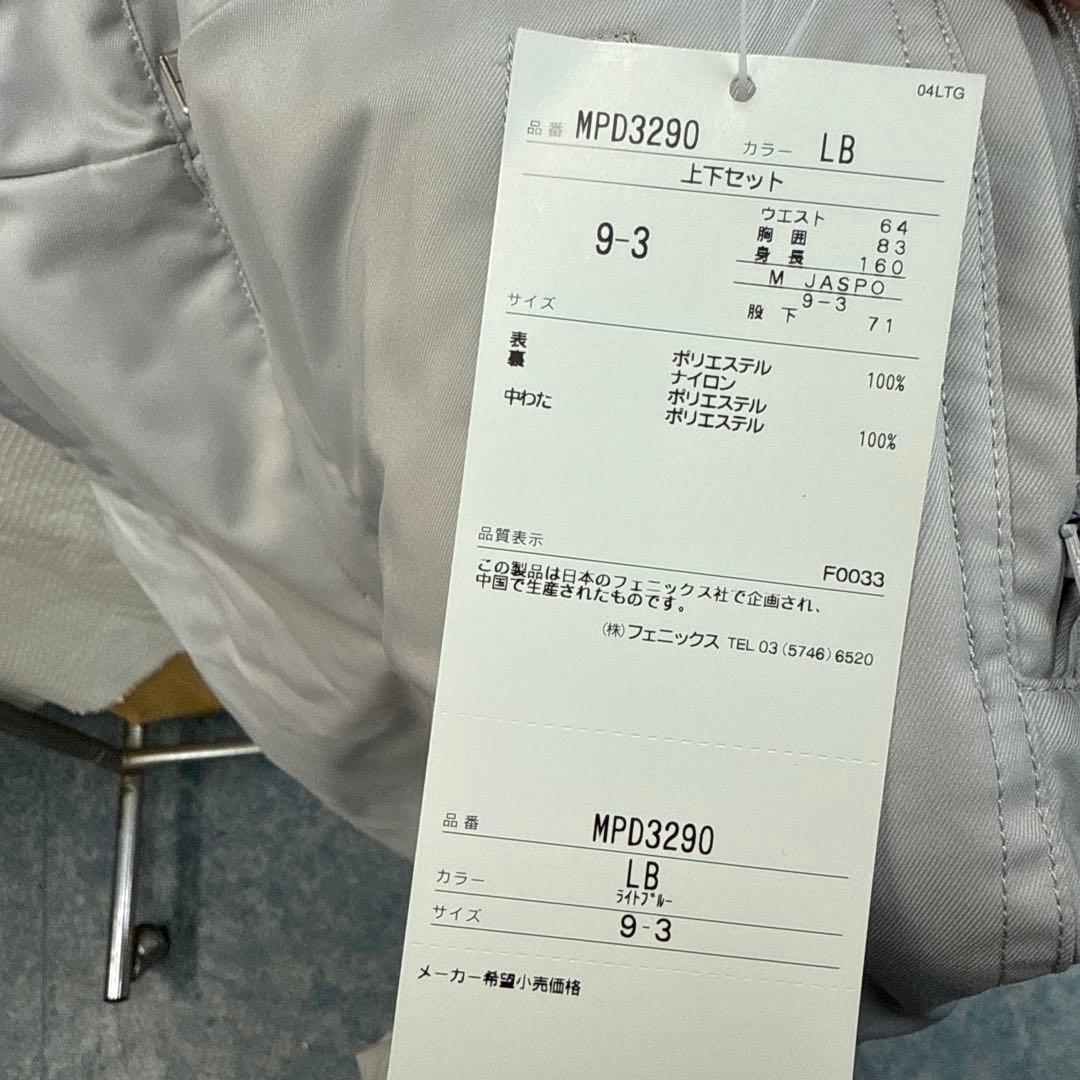 04LTG
品番 MPD3290 カラー LB
上下セット
9-3
ウエスト 64
胸囲 83
身長 160
M JASPO
9-3
股下 71
サイズ
表 ポリエステル 100%
裏 ナイロン
ポリエステル
中わた ポリエステル 100%
品質表示
F0033
この製品は日本のフェニックス社で企画され、
中国で生産されたものです。
(株)フェニックス TEL 03(5746)6520
品番 MPD3290
カラー LB
ライトブルー
サイズ 9-3
メーカー希望小売価格